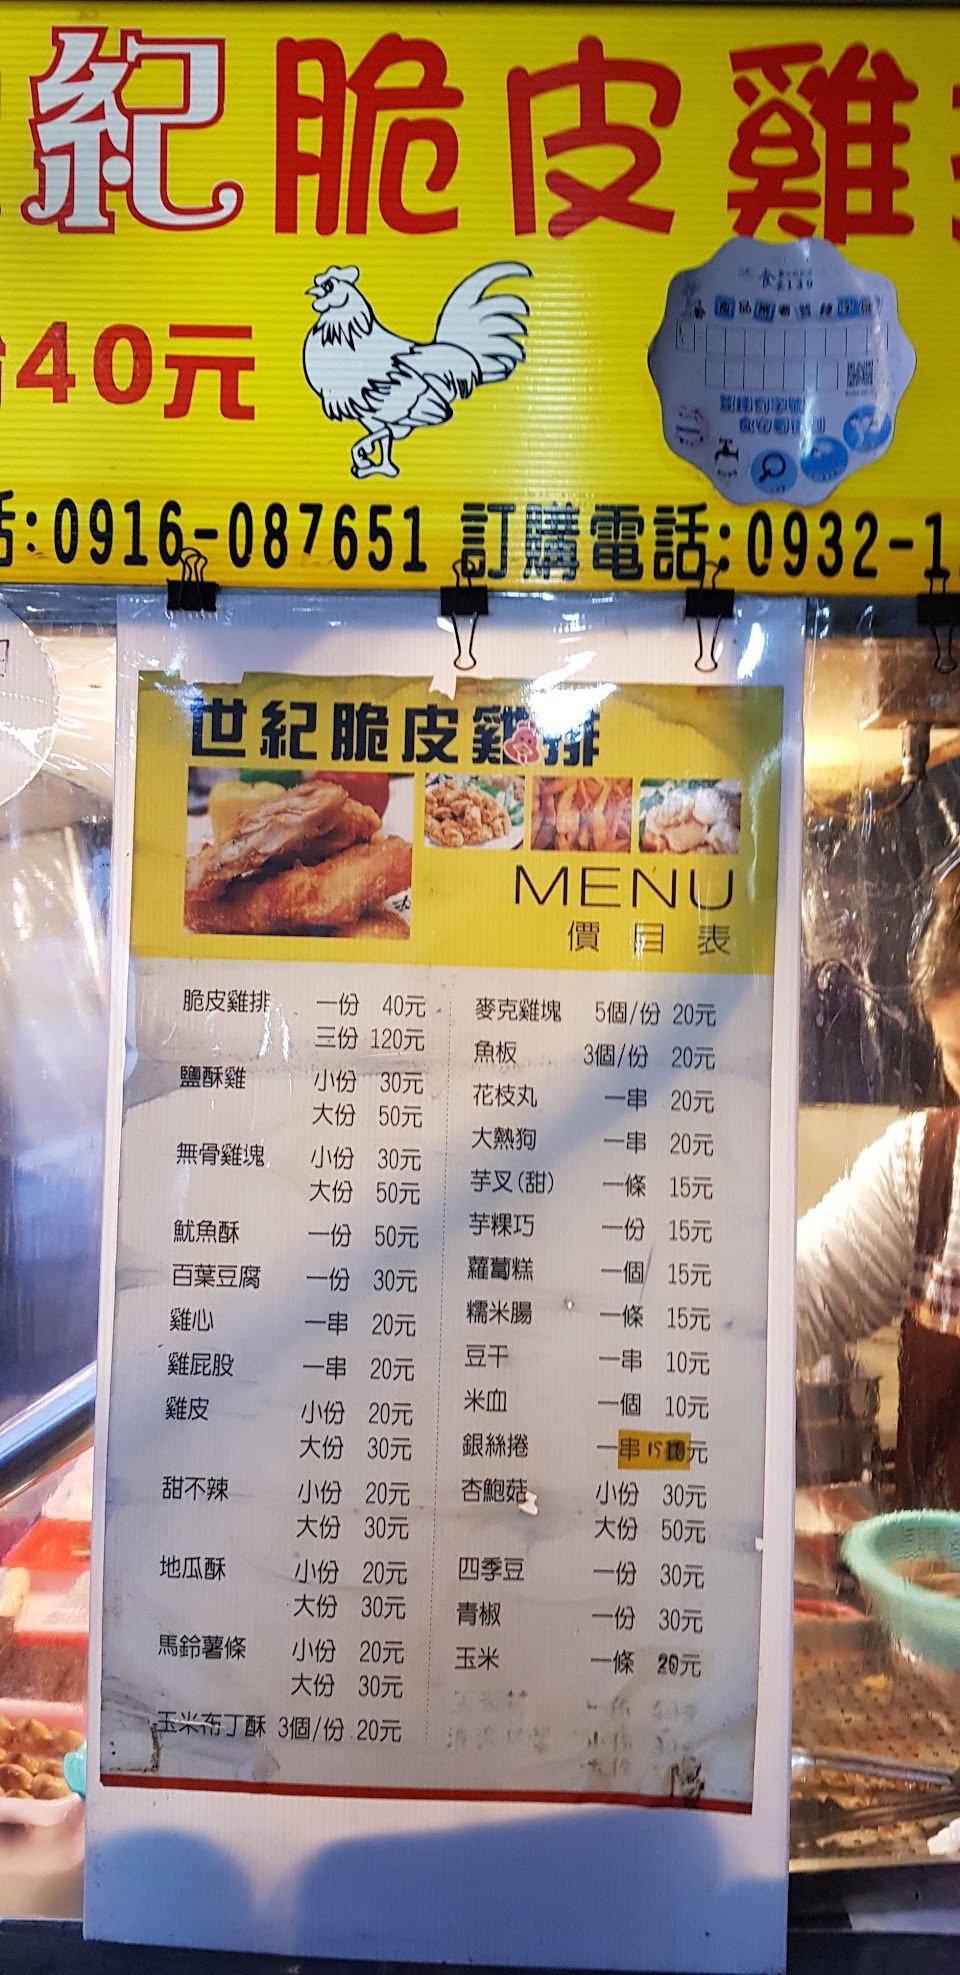 紀脆皮雞
40元
話:0916-087651 訂購電話:0932-1
世紀脆皮雞排
MENU
價目表
脆皮雞排 一份 40元
三份 120元
鹽酥雞 小份 30元
大份 50元
無骨雞塊 小份 30元
大份 50元
魷魚酥 一份 50元
百葉豆腐 一份 30元
雞心 一串 20元
雞屁股 一串 20元
雞皮 小份 20元
大份 30元
甜不辣 小份 20元
大份 30元
地瓜酥 小份 20元
大份 30元
馬鈴薯條 小份 20元
大份 30元
玉米布丁酥 3個/份 20元
麥克雞塊 5個/份 20元
魚板 3個/份 20元
花枝丸 一串 20元
大熱狗 一串 20元
芋叉(甜) 一條 15元
芋粿巧 一份 15元
蘿蔔糕 一個 15元
糯米腸 一條 15元
豆干 一串 10元
米血 一個 10元
銀絲捲 一串 15元
杏鮑菇 小份 30元
大份 50元
四季豆 一份 30元
青椒 一份 30元
玉米 一條 20元